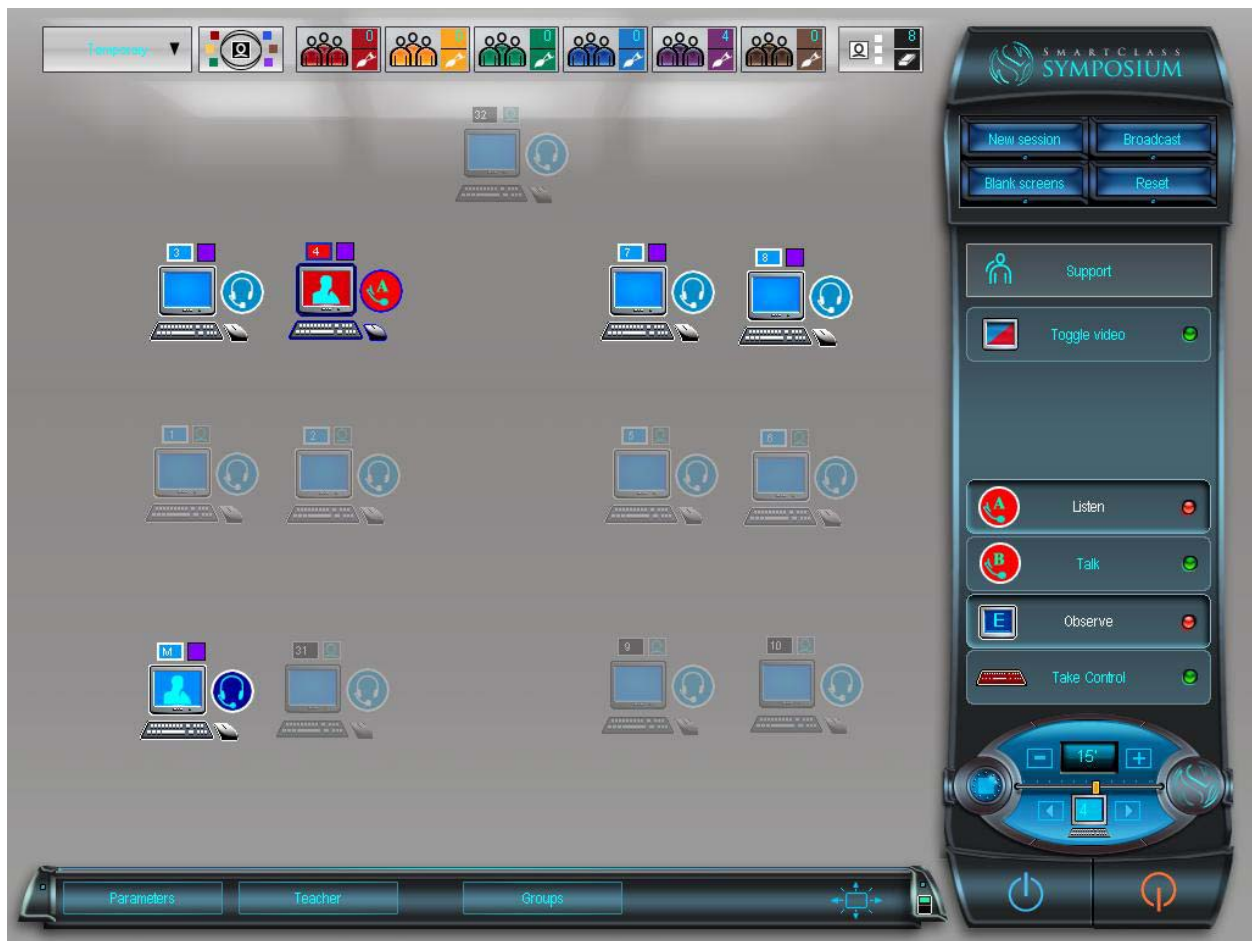 Temporary
0
0
0
0
4
0
8
SMARTCLASS
SYMPOSIUM
New session
Broadcast
Blank screens
Reset
32
3
4
A
7
8
Support
Toggle video
1
2
5
6
A
Listen
B
Talk
E
Observe
Take Control
M
31
9
10
15'
4
Parameters
Teacher
Groups